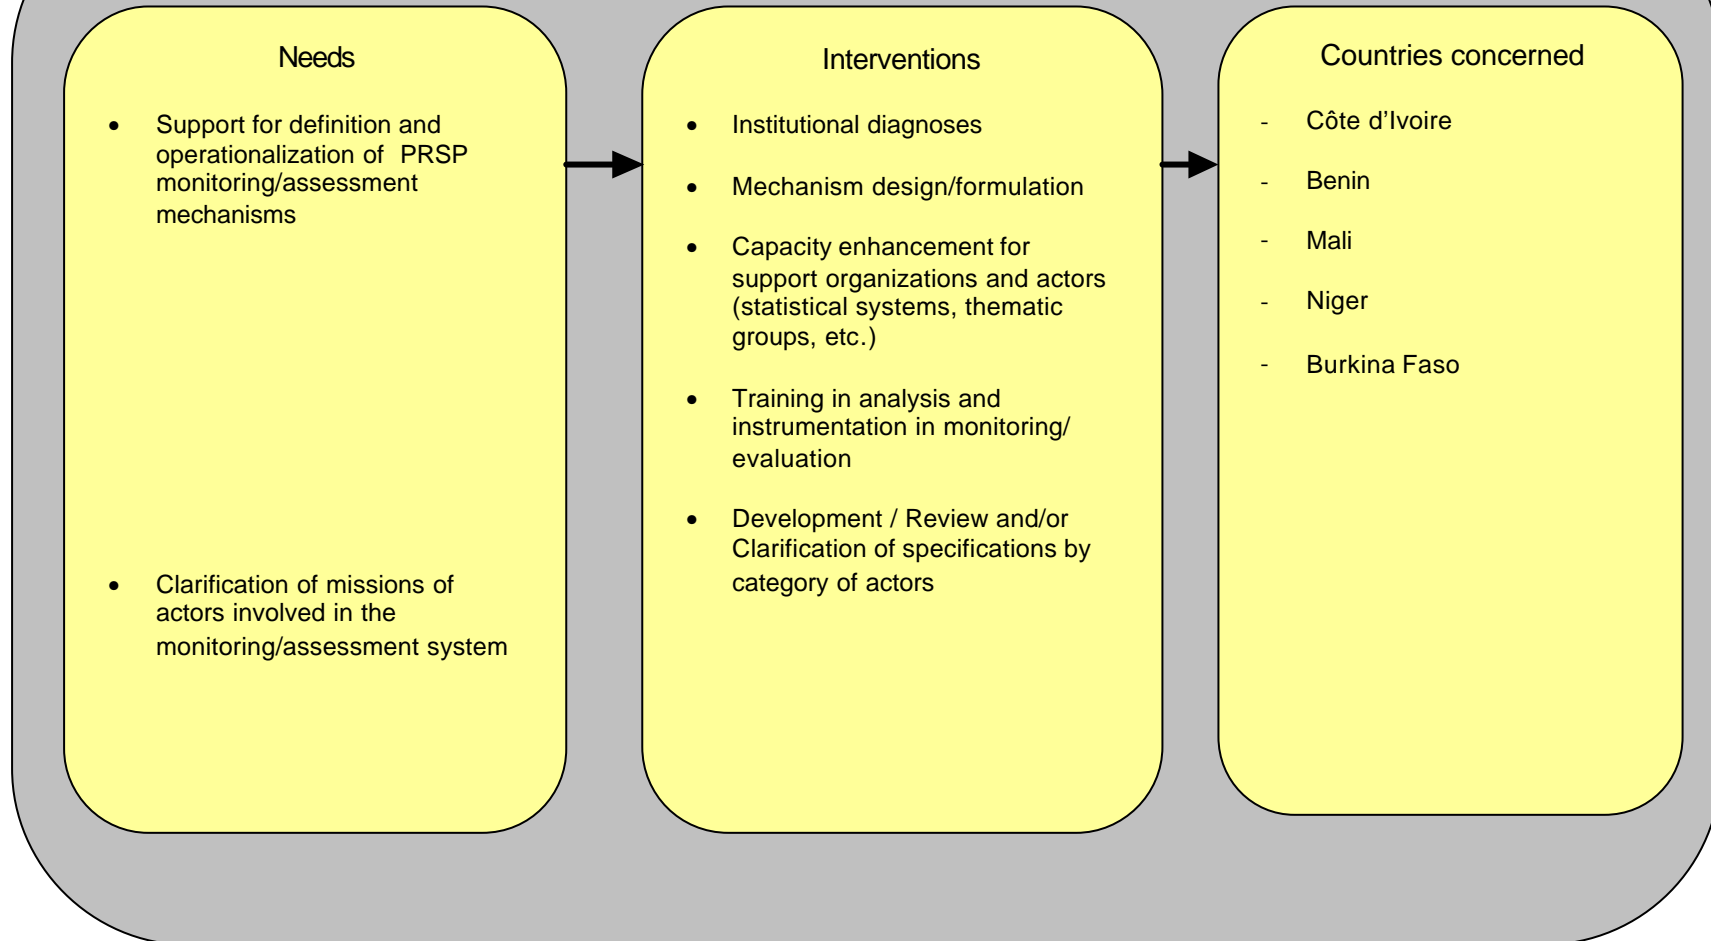 Needs
• Support for definition and
operationalization of PRSP
monitoring/assessment
mechanisms
• Clarification of missions of
actors involved in the
monitoring/assessment system
Interventions
• Institutional diagnoses
• Mechanism design/formulation
• Capacity enhancement for
support organizations and actors
(statistical systems, thematic
groups, etc.)
• Training in analysis and
instrumentation in monitoring/
evaluation
• Development / Review and/or
Clarification of specifications by
category of actors
Countries concerned
- Côte d’Ivoire
- Benin
- Mali
- Niger
- Burkina Faso